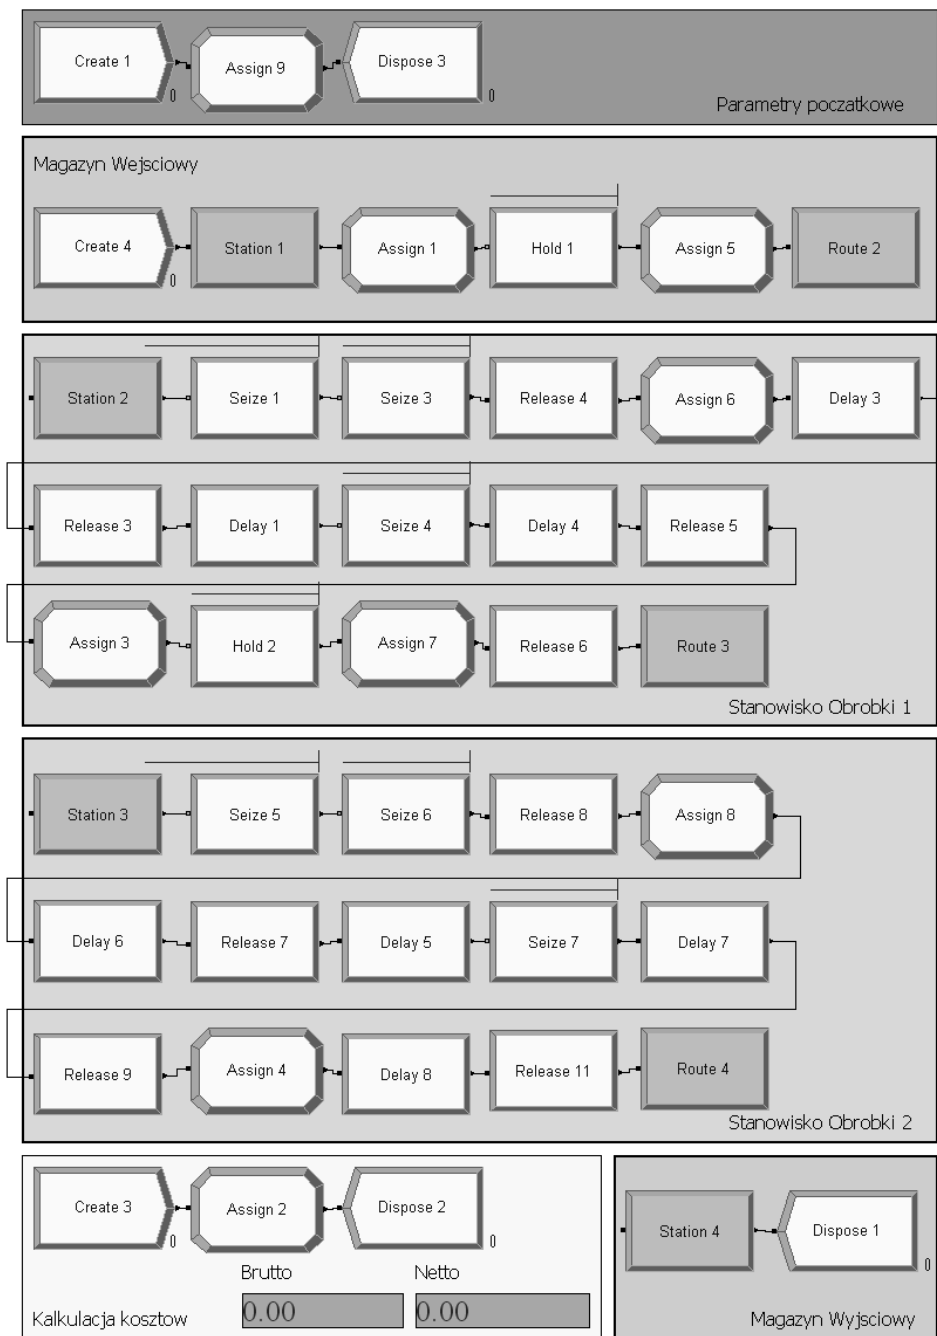 Create 1
Assign 9
Dispose 3
0
0
Parametry poczatkowe
Magazyn Wejsciowy
Create 4
Station 1
Assign 1
Hold 1
Assign 5
Route 2
0
Station 2
Seize 1
Seize 3
Release 4
Assign 6
Delay 3
Release 3
Delay 1
Seize 4
Delay 4
Release 5
Assign 3
Hold 2
Assign 7
Release 6
Route 3
Stanowisko Obrobki 1
Station 3
Seize 5
Seize 6
Release 8
Assign 8
Delay 6
Release 7
Delay 5
Seize 7
Delay 7
Release 9
Assign 4
Delay 8
Release 11
Route 4
Stanowisko Obrobki 2
Create 3
Assign 2
Dispose 2
0
0
Brutto
Netto
Kalkulacja kosztow
0.00
0.00
Station 4
Dispose 1
0
Magazyn Wyjsciowy